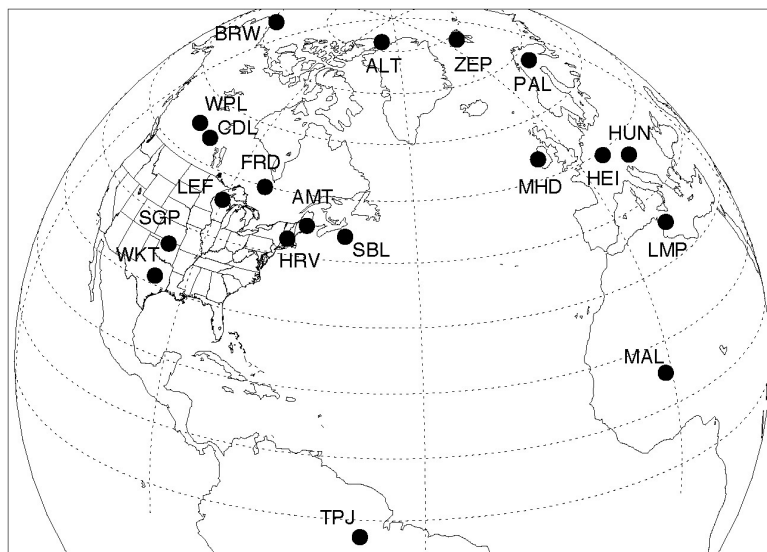 BRW
ALT
ZEP
PAL
WPL
CDL
HUN
FRD
MHD
HEI
LEF
AMT
SGP
WKT
HRV
SBL
LMP
MAL
TPJ